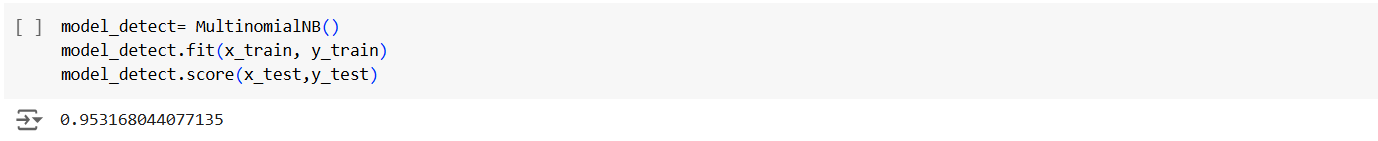 [ ] model_detect= MultinomialNB()
model_detect.fit(x_train, y_train)
model_detect.score(x_test,y_test)
0.953168044077135